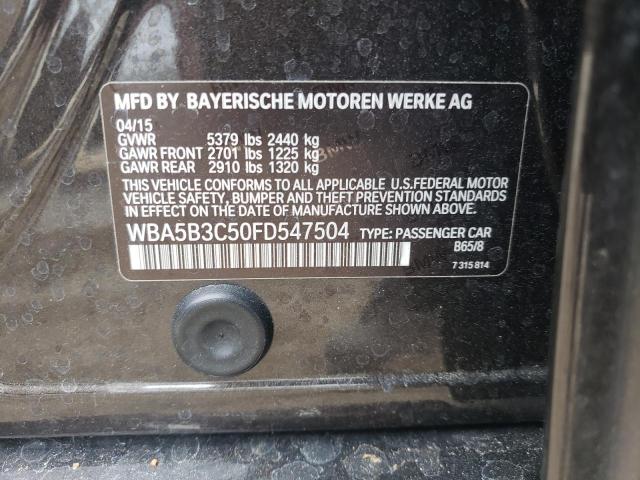 MFD BY BAYERISCHE MOTOREN WERKE AG
04/15
GVWR 5379 lbs 2440 kg
GAWR FRONT 2701 lbs 1225 kg
GAWR REAR 2910 lbs 1320 kg
THIS VEHICLE CONFORMS TO ALL APPLICABLE U.S.FEDERAL MOTOR
VEHICLE SAFETY, BUMPER AND THEFT PREVENTION STANDARDS
IN EFFECT ON THE DATE OF MANUFACTURE SHOWN ABOVE.
WBA5B3C50FD547504 TYPE: PASSENGER CAR
B65/8
7 315 814